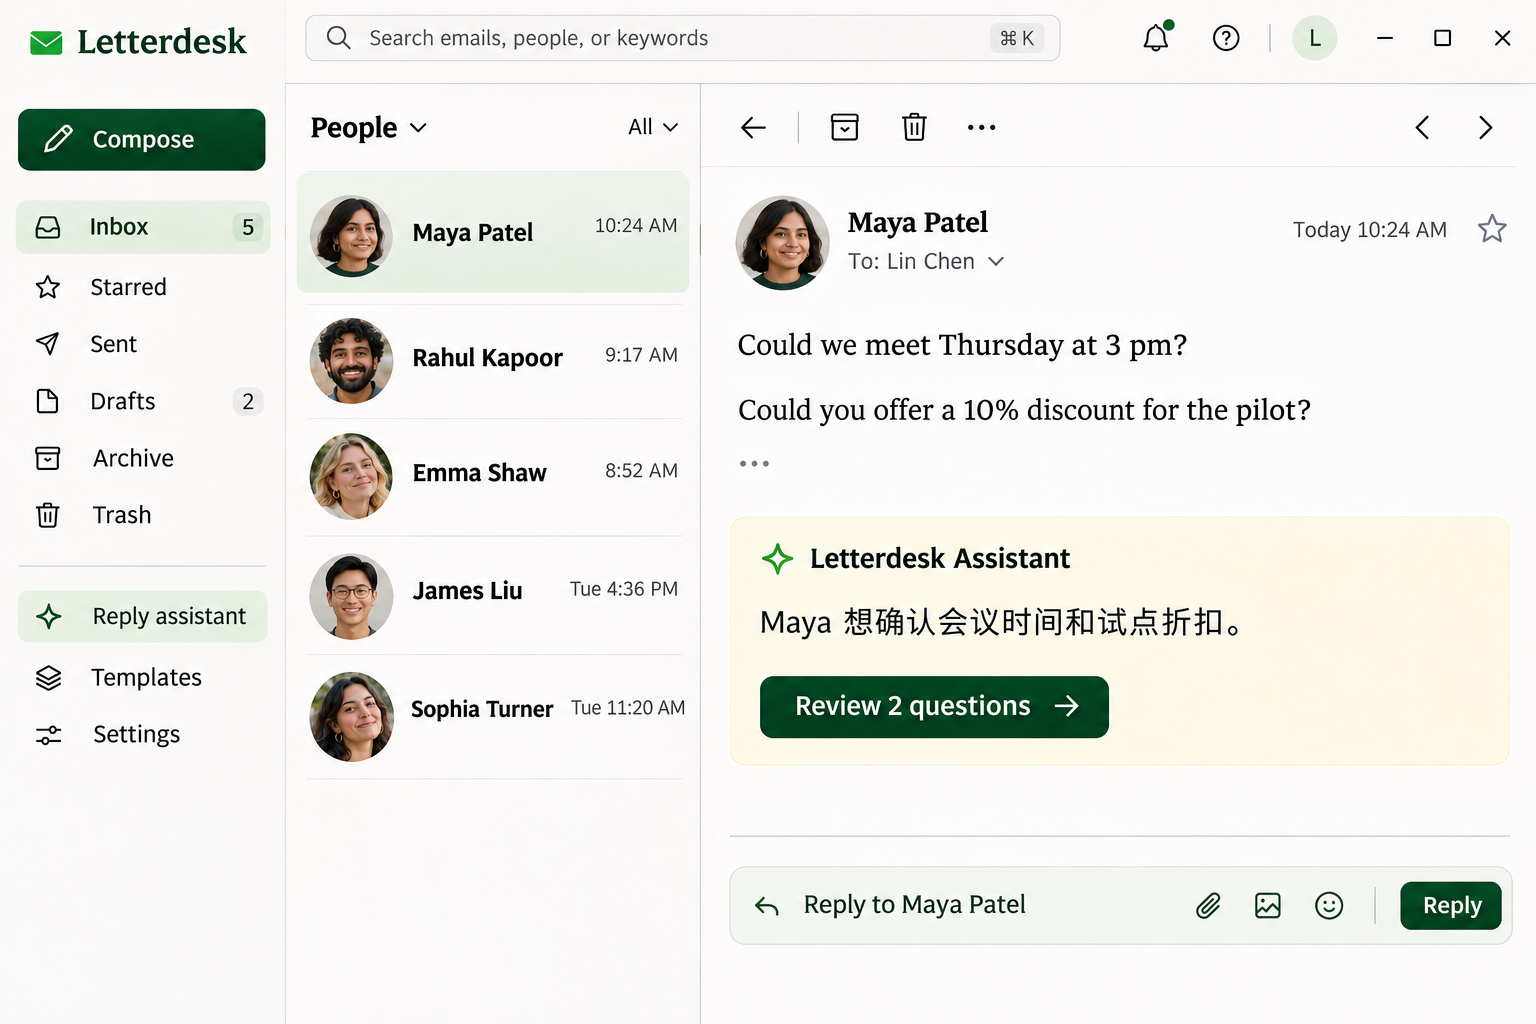 Letterdesk
Search emails, people, or keywords
⌘ K
L
Compose
Inbox 5
Starred
Sent
Drafts 2
Archive
Trash
Reply assistant
Templates
Settings
People
All
Maya Patel 10:24 AM
Rahul Kapoor 9:17 AM
Emma Shaw 8:52 AM
James Liu Tue 4:36 PM
Sophia Turner Tue 11:20 AM
Maya Patel
To: Lin Chen
Today 10:24 AM
Could we meet Thursday at 3 pm?
Could you offer a 10% discount for the pilot?
Letterdesk Assistant
Maya 想确认会议时间和试点折扣。
Review 2 questions →
Reply to Maya Patel
Reply